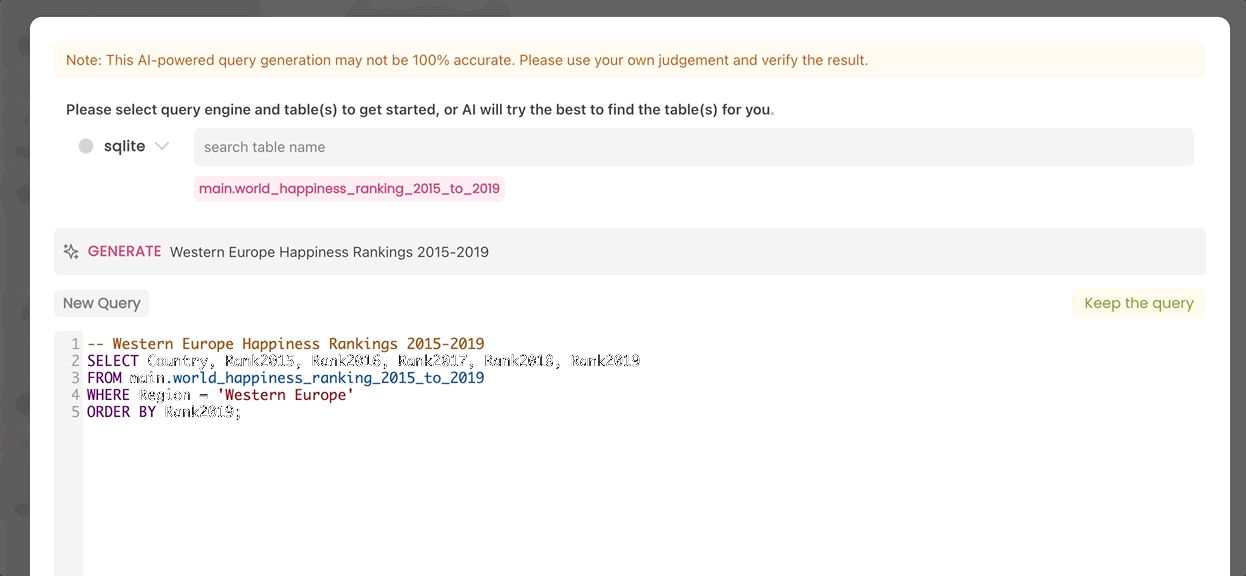 Note: This AI-powered query generation may not be 100% accurate. Please use your own judgement and verify the result.
Please select query engine and table(s) to get started, or AI will try the best to find the table(s) for you.
sqlite search table name
main.world_happiness_ranking_2015_to_2019
GENERATE Western Europe Happiness Rankings 2015-2019
New Query Keep the query
1 -- Western Europe Happiness Rankings 2015-2019
2 SELECT Country, Rank2015, Rank2016, Rank2017, Rank2018, Rank2019
3 FROM main.world_happiness_ranking_2015_to_2019
4 WHERE Region = 'Western Europe'
5 ORDER BY Rank2019;